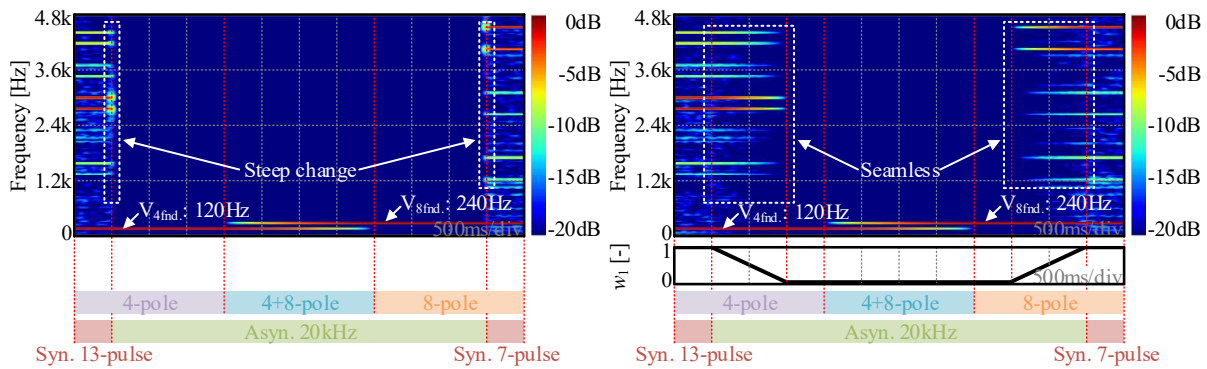 4.8k
3.6k
2.4k
1.2k
0
Frequency [Hz]
Steep change
V4fnd.: 120Hz
V8fnd.: 240Hz
500ms/div
0dB
-5dB
-10dB
-15dB
-20dB
4-pole
4+8-pole
8-pole
Asyn. 20kHz
Syn. 13-pulse
Syn. 7-pulse
4.8k
3.6k
2.4k
1.2k
0
Frequency [Hz]
Seamless
V4fnd.: 120Hz
V8fnd.: 240Hz
500ms/div
0dB
-5dB
-10dB
-15dB
-20dB
w1 [-]
1
0
500ms/div
4-pole
4+8-pole
8-pole
Asyn. 20kHz
Syn. 13-pulse
Syn. 7-pulse